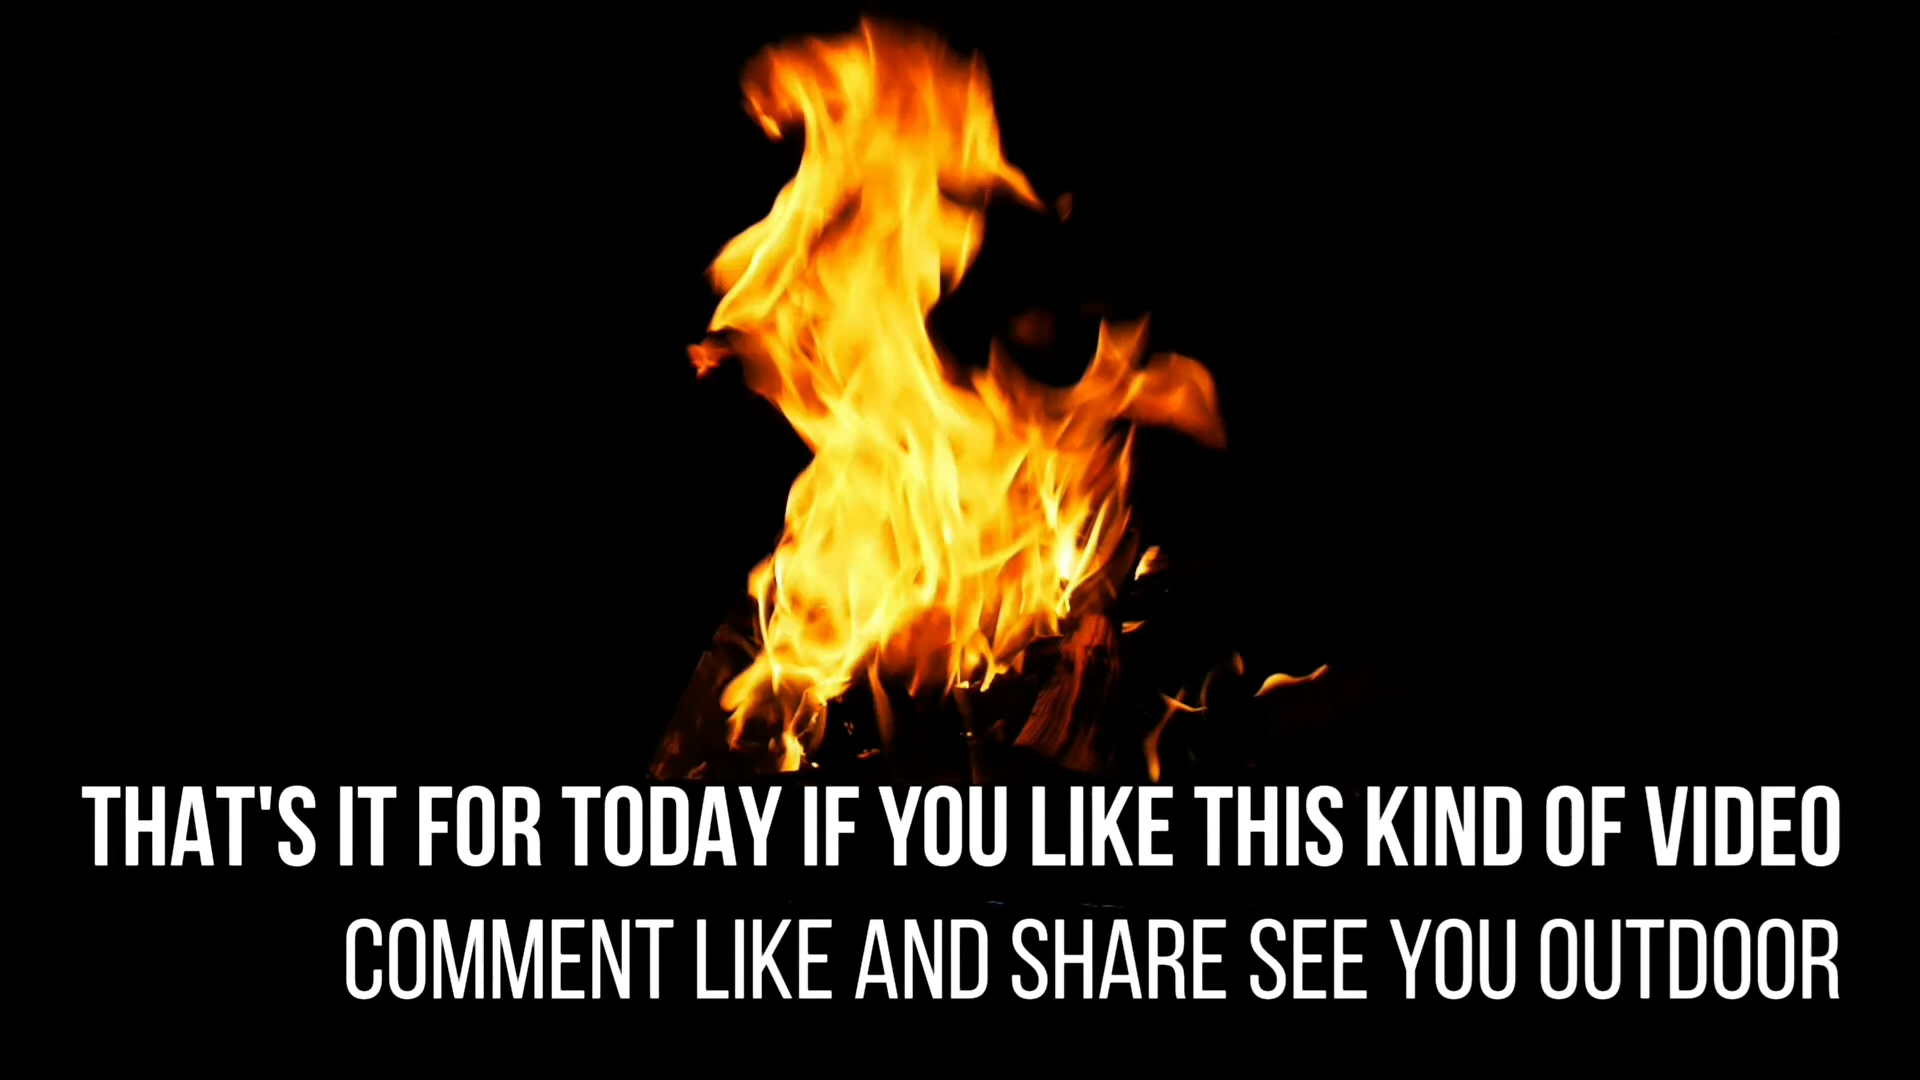 THAT'S IT FOR TODAY IF YOU LIKE THIS KIND OF VIDEO
COMMENT LIKE AND SHARE SEE YOU OUTDOOR